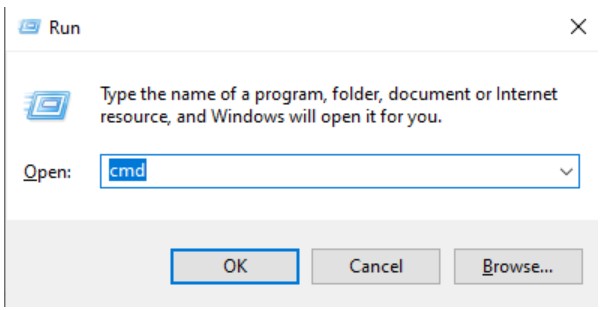 Run
Type the name of a program, folder, document or Internet
resource, and Windows will open it for you.
Open: cmd
OK Cancel Browse...